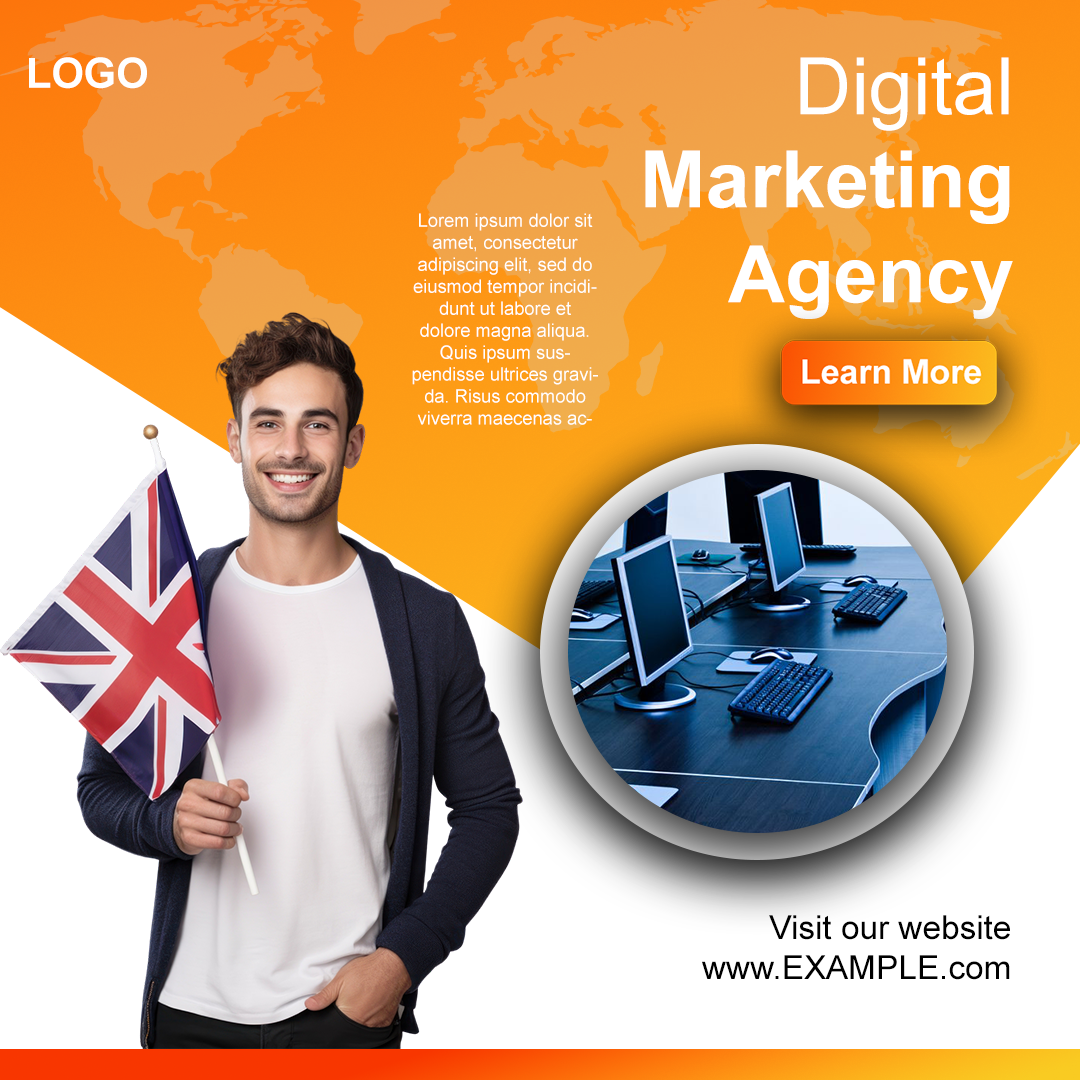 LOGO
Digital
Marketing
Agency
Lorem ipsum dolor sit
amet, consectetur
adipiscing elit, sed do
eiusmod tempor incidi-
dunt ut labore et
dolore magna aliqua.
Quis ipsum sus-
pendisse ultrices gravi-
da. Risus commodo
viverra maecenas ac-
Learn More
Visit our website
www.EXAMPLE.com